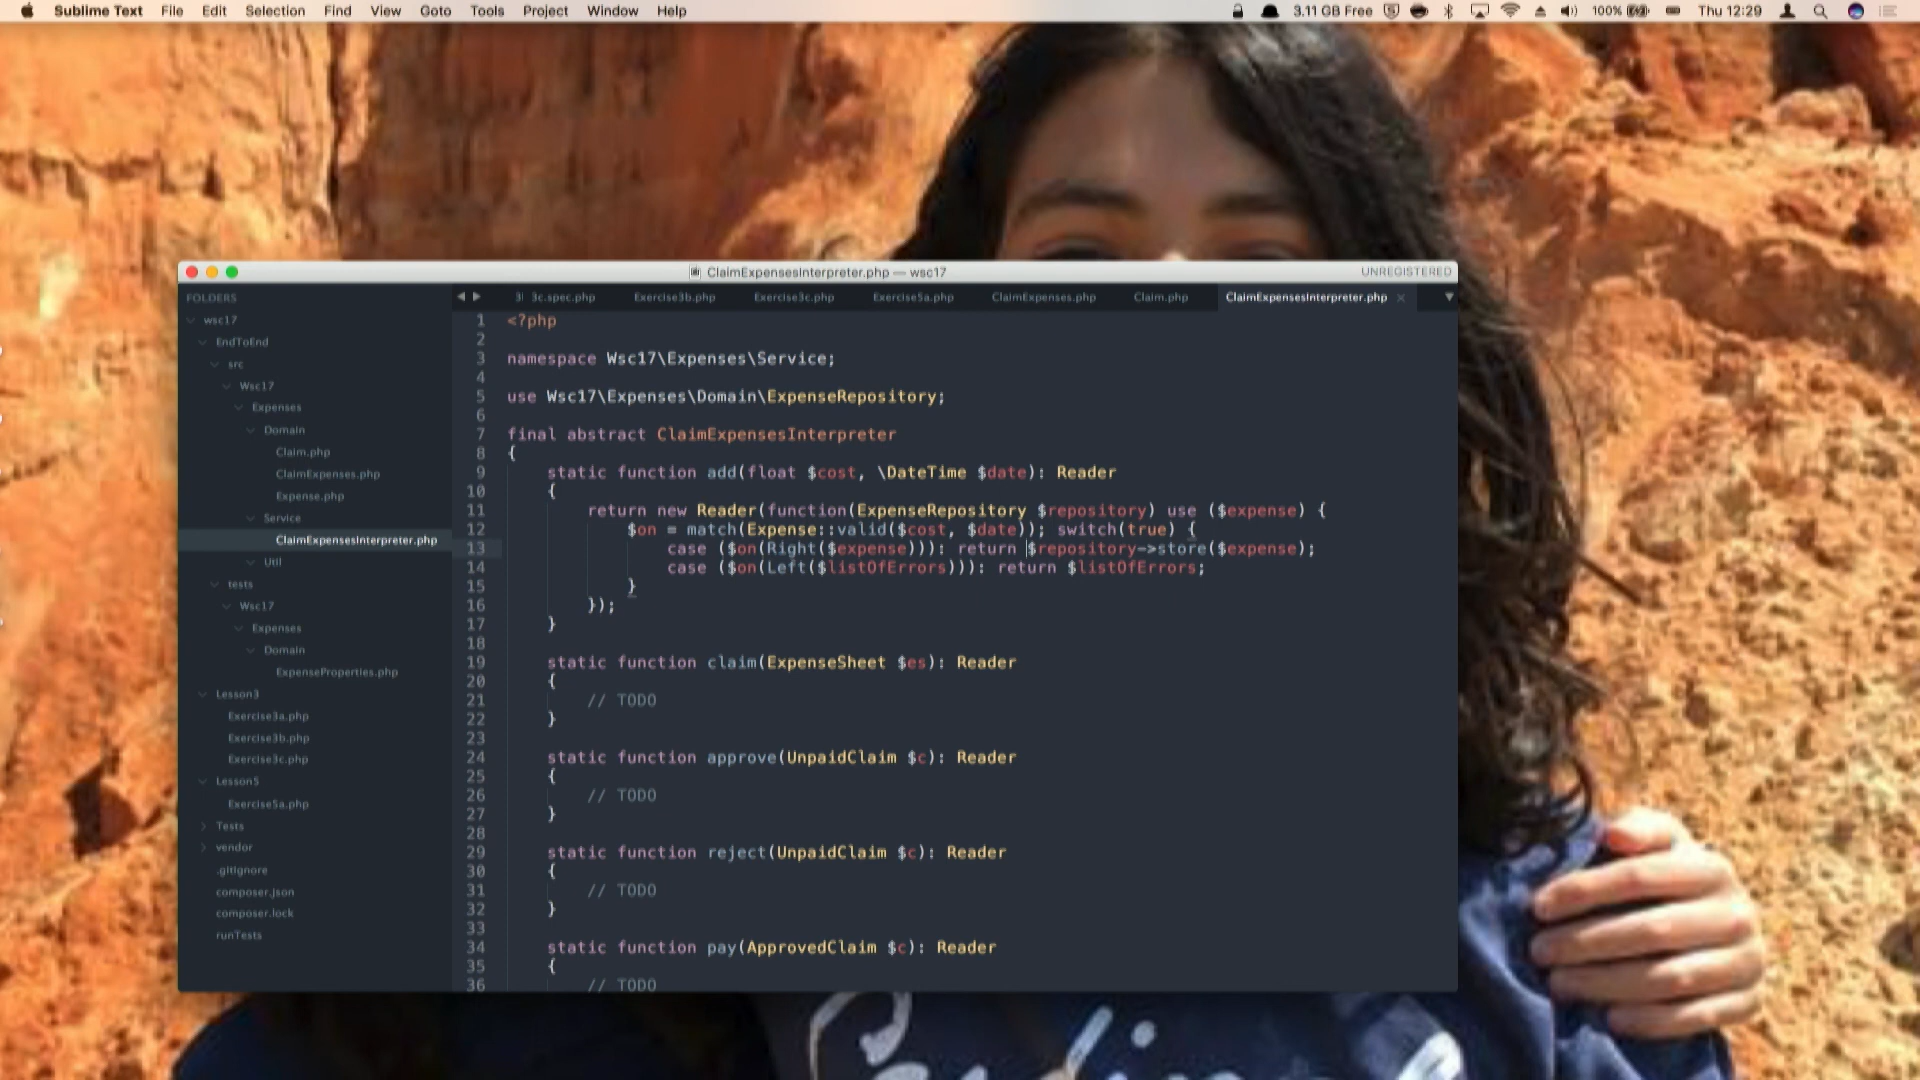 Sublime Text File Edit Selection Find View Goto Tools Project Window Help 3.11 GB Free 100% Thu 12:29
ClaimExpensesInterpreter.php — wsc17 UNREGISTERED
3c.spec.php Exercise3b.php Exercise3c.php Exercise5a.php ClaimExpenses.php Claim.php ClaimExpensesInterpreter.php
FOLDERS
wsc17
EndToEnd
src
Wsc17
Expenses
Domain
Claim.php
ClaimExpenses.php
Expense.php
Service
ClaimExpensesInterpreter.php
Util
tests
Wsc17
Expenses
Domain
ExpenseProperties.php
Lesson3
Exercise3a.php
Exercise3b.php
Exercise3c.php
Lesson5
Exercise5a.php
Tests
vendor
.gitignore
composer.json
composer.lock
runTests
1 <?php
2
3 namespace Wsc17\Expenses\Service;
4
5 use Wsc17\Expenses\Domain\ExpenseRepository;
6
7 final abstract ClaimExpensesInterpreter
8 {
9 static function add(float $cost, \DateTime $date): Reader
10 {
11 return new Reader(function(ExpenseRepository $repository) use ($expense) {
12 $on = match(Expense::valid($cost, $date)); switch(true) {
13 case ($on(Right($expense))): return $repository->store($expense);
14 case ($on(Left($listOfErrors))): return $listOfErrors;
15 }
16 });
17 }
18
19 static function claim(ExpenseSheet $es): Reader
20 {
21 // TODO
22 }
23
24 static function approve(UnpaidClaim $c): Reader
25 {
26 // TODO
27 }
28
29 static function reject(UnpaidClaim $c): Reader
30 {
31 // TODO
32 }
33
34 static function pay(ApprovedClaim $c): Reader
35 {
36 // TODO